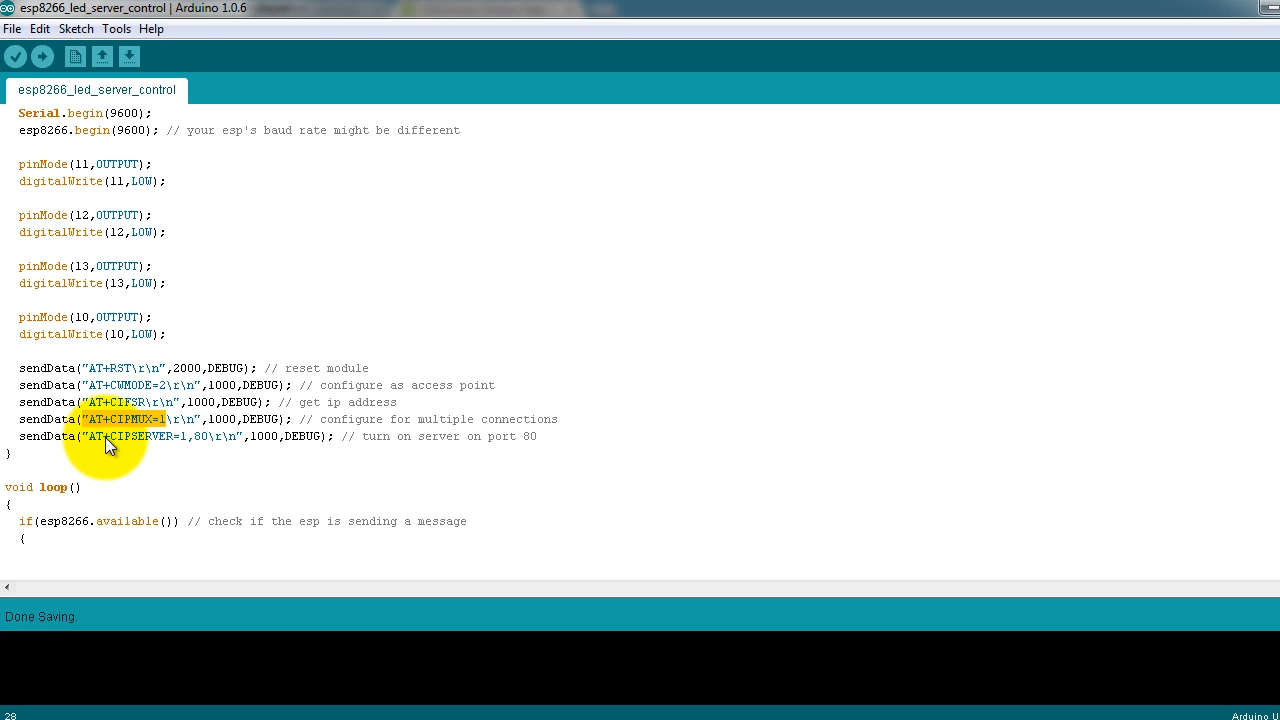 esp8266_led_server_control | Arduino 1.0.6
File Edit Sketch Tools Help
esp8266_led_server_control
Serial.begin(9600);
esp8266.begin(9600); // your esp's baud rate might be different
pinMode(11,OUTPUT);
digitalWrite(11,LOW);
pinMode(12,OUTPUT);
digitalWrite(12,LOW);
pinMode(13,OUTPUT);
digitalWrite(13,LOW);
pinMode(10,OUTPUT);
digitalWrite(10,LOW);
sendData("AT+RST\r\n",2000,DEBUG); // reset module
sendData("AT+CWMODE=2\r\n",1000,DEBUG); // configure as access point
sendData("AT+CIFSR\r\n",1000,DEBUG); // get ip address
sendData("AT+CIPMUX=1\r\n",1000,DEBUG); // configure for multiple connections
sendData("AT+CIPSERVER=1,80\r\n",1000,DEBUG); // turn on server on port 80
}
void loop()
{
if(esp8266.available()) // check if the esp is sending a message
{
Done Saving.
28
Arduino U